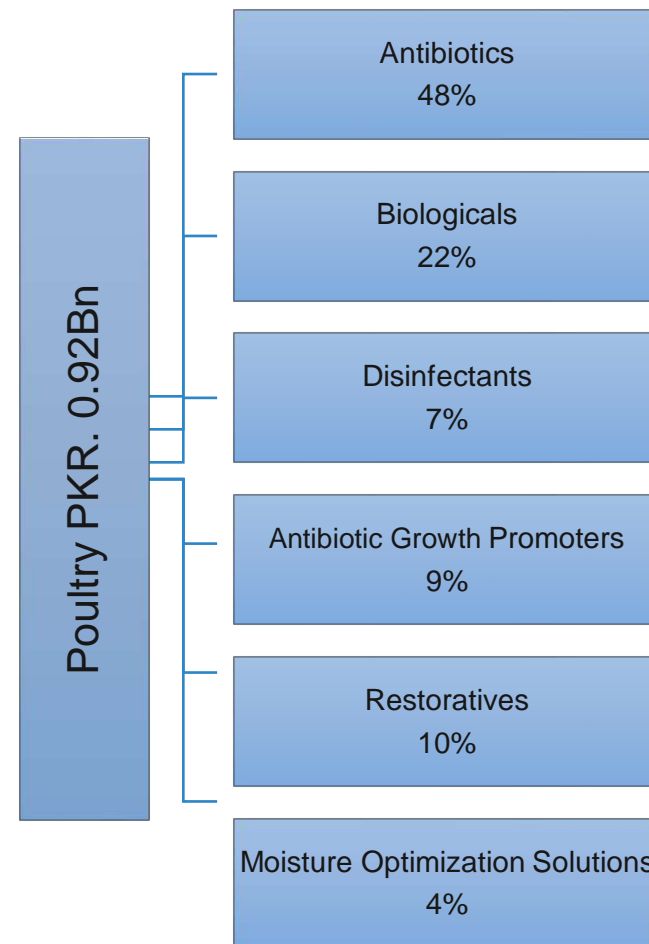 Poultry PKR. 0.92Bn
Antibiotics
48%
Biologicals
22%
Disinfectants
7%
Antibiotic Growth Promoters
9%
Restoratives
10%
Moisture Optimization Solutions
4%